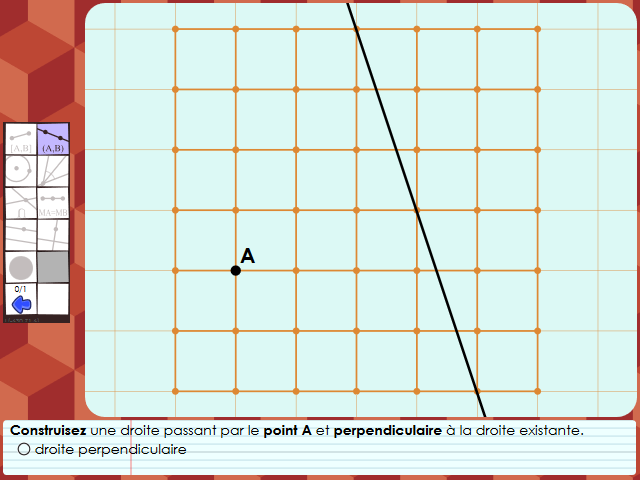 [A,B]
(A,B)
MA=MB
0/1
A
Construisez une droite passant par le point A et perpendiculaire à la droite existante.
droite perpendiculaire